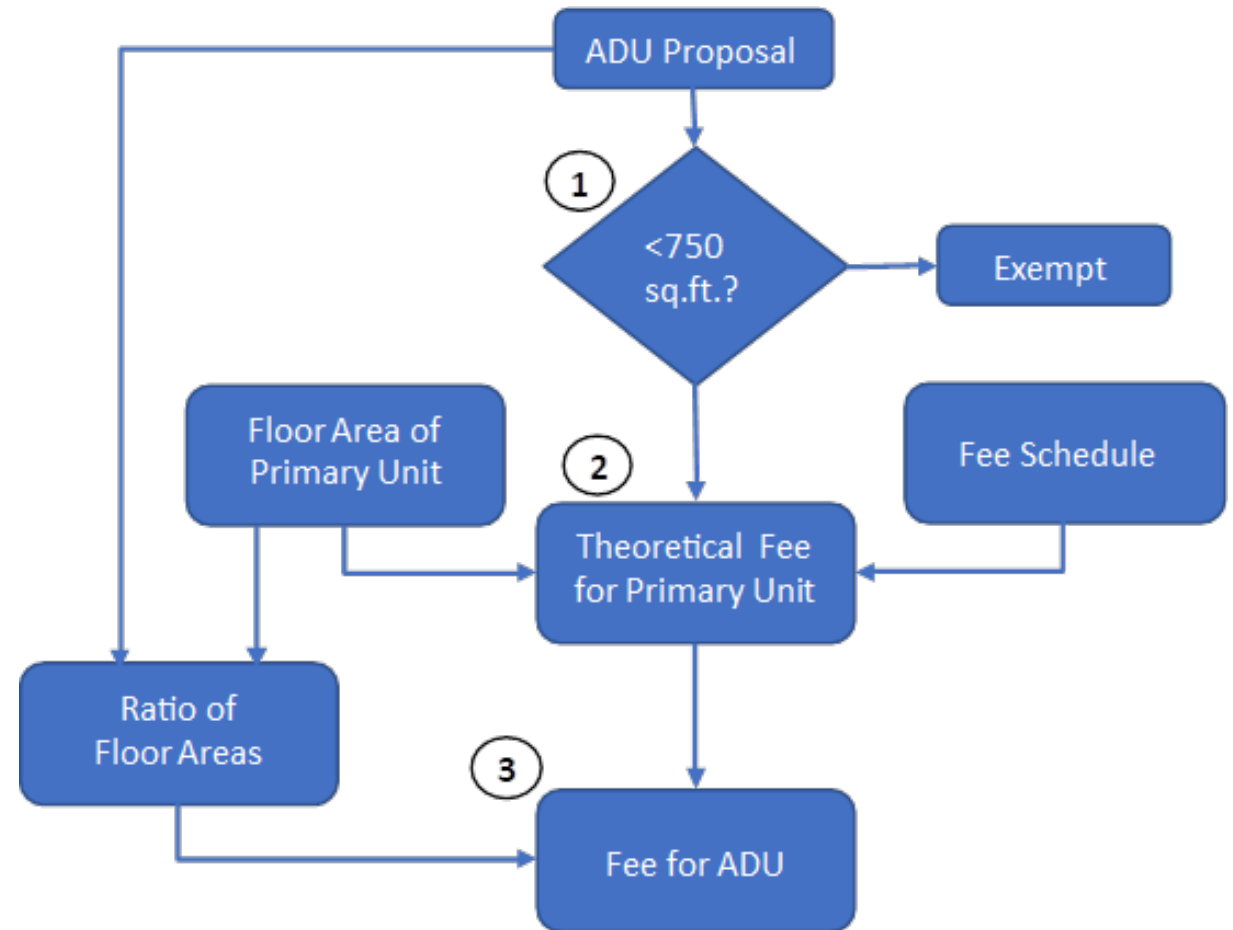 ADU Proposal
1
<750
sq.ft.?
Exempt
Floor Area of
Primary Unit
Fee Schedule
2
Theoretical Fee
for Primary Unit
Ratio of
Floor Areas
3
Fee for ADU